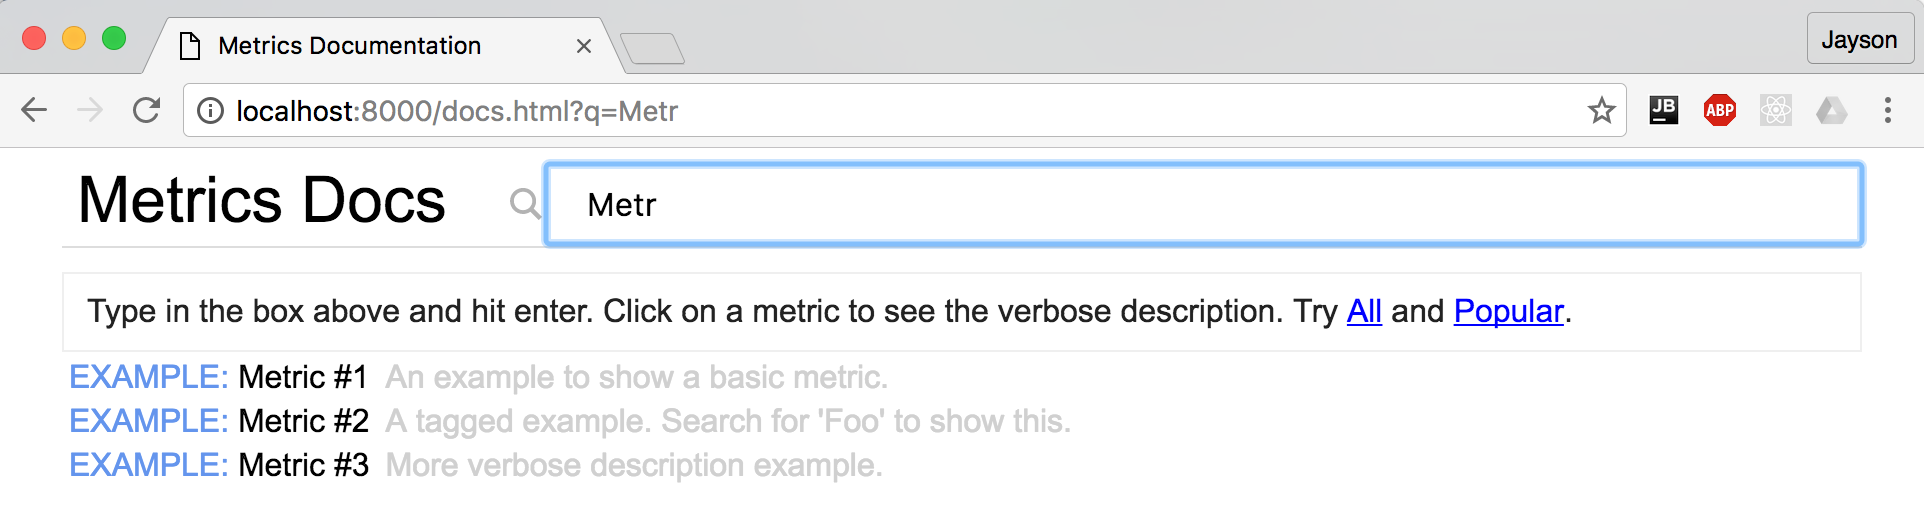 Metrics Documentation
Jayson
localhost:8000/docs.html?q=Metr
JB
ABP
Metrics Docs
Metr
Type in the box above and hit enter. Click on a metric to see the verbose description. Try All and Popular.
EXAMPLE: Metric #1 An example to show a basic metric.
EXAMPLE: Metric #2 A tagged example. Search for 'Foo' to show this.
EXAMPLE: Metric #3 More verbose description example.